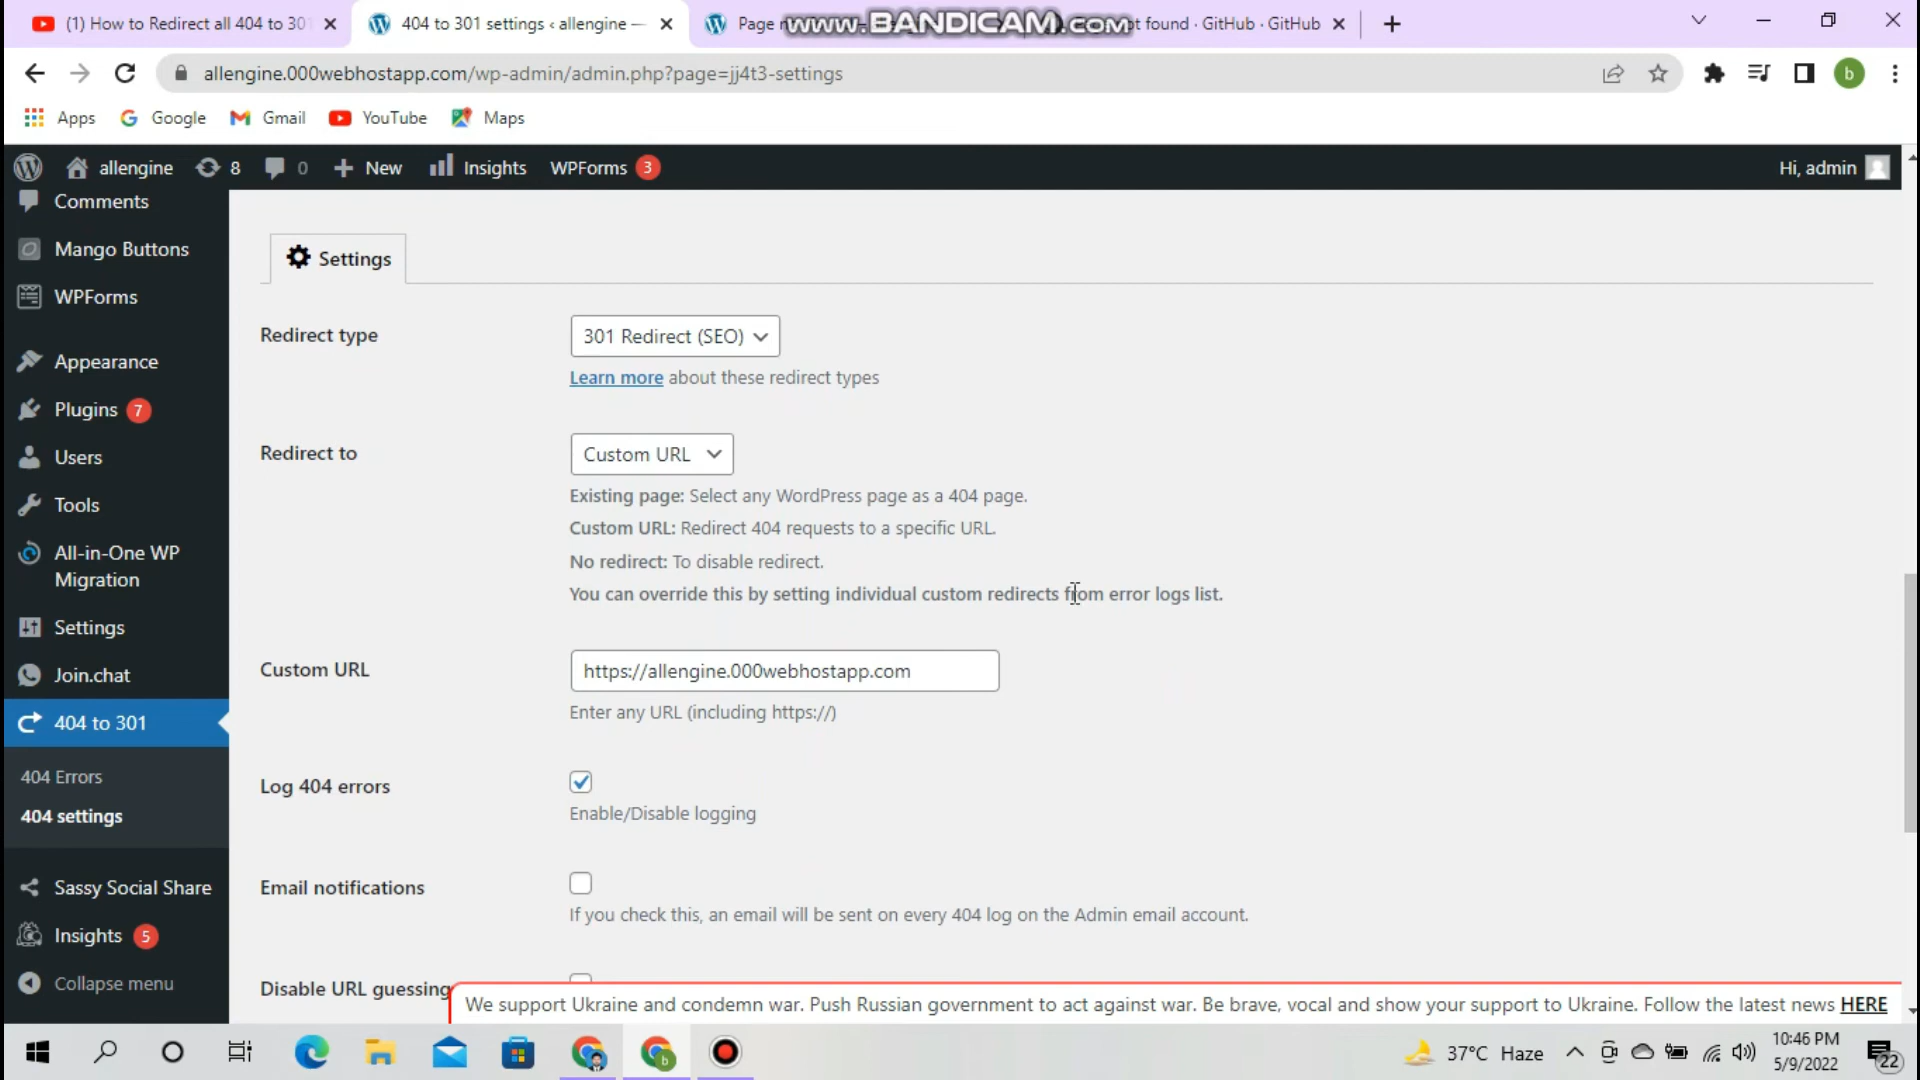 (1) How to Redirect all 404 to 301
404 to 301 settings ‹ allengine —
Page n
www.BANDICAM.com
t found · GitHub · GitHub
allengine.000webhostapp.com/wp-admin/admin.php?page=jj4t3-settings
b
Apps
Google
Gmail
YouTube
Maps
allengine
8
0
New
Insights
WPForms 3
Hi, admin
Comments
Mango Buttons
WPForms
Appearance
Plugins 7
Users
Tools
All-in-One WP
Migration
Settings
Join.chat
404 to 301
404 Errors
404 settings
Sassy Social Share
Insights 5
Collapse menu
Settings
Redirect type
301 Redirect (SEO)
Learn more about these redirect types
Redirect to
Custom URL
Existing page: Select any WordPress page as a 404 page.
Custom URL: Redirect 404 requests to a specific URL.
No redirect: To disable redirect.
You can override this by setting individual custom redirects from error logs list.
Custom URL
https://allengine.000webhostapp.com
Enter any URL (including https://)
Log 404 errors
Enable/Disable logging
Email notifications
If you check this, an email will be sent on every 404 log on the Admin email account.
Disable URL guessing
We support Ukraine and condemn war. Push Russian government to act against war. Be brave, vocal and show your support to Ukraine. Follow the latest news HERE
b
37°C Haze
10:46 PM
5/9/2022
22